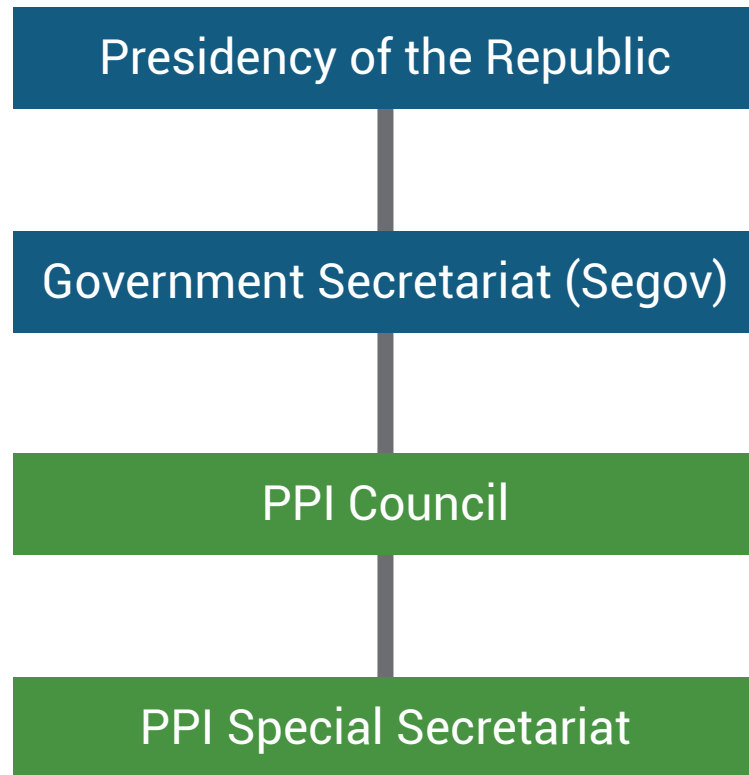 Presidency of the Republic
Government Secretariat (Segov)
PPI Council
PPI Special Secretariat